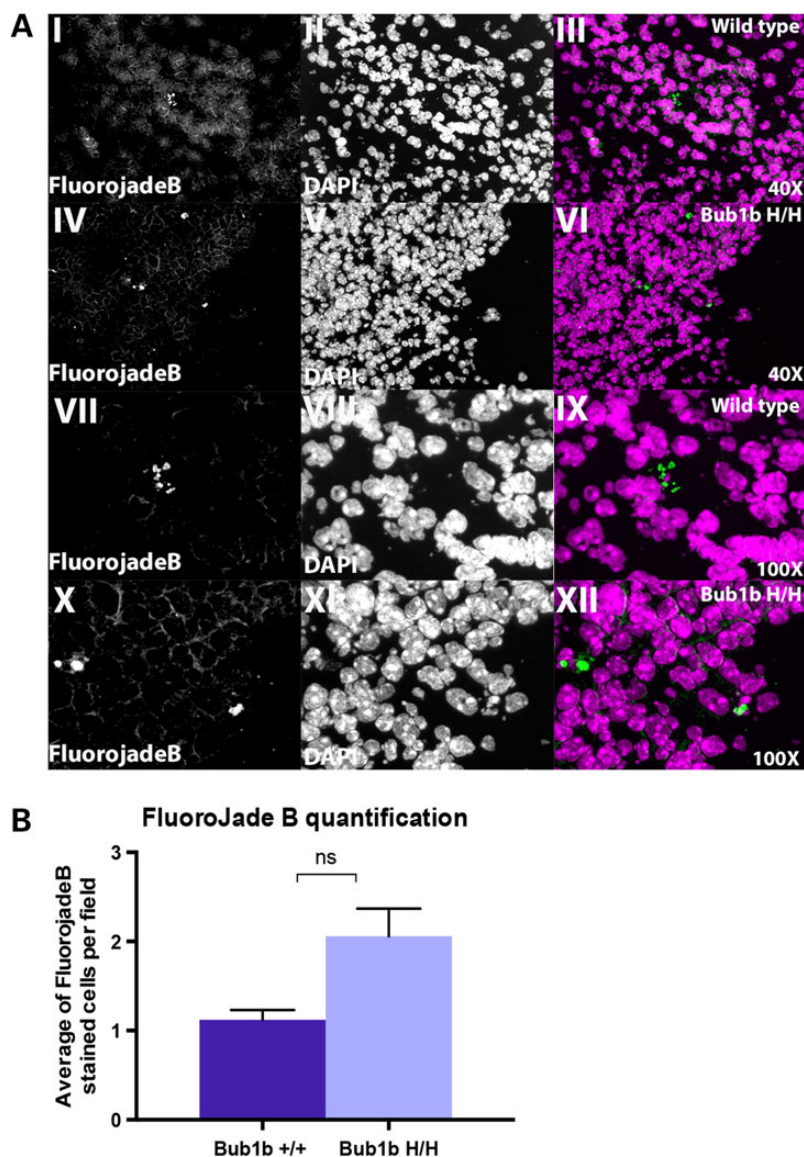 A
I
II
III
Wild type
FluorojadeB
DAPI
40X
IV
V
VI
Bub1b H/H
FluorojadeB
DAPI
40X
VII
VIII
IX
Wild type
FluorojadeB
DAPI
100X
X
XI
XII
Bub1b H/H
FluorojadeB
DAPI
100X
B
FluoroJade B quantification
ns
Average of FluorojadeB
stained cells per field
3
2
1
0
Bub1b +/+
Bub1b H/H